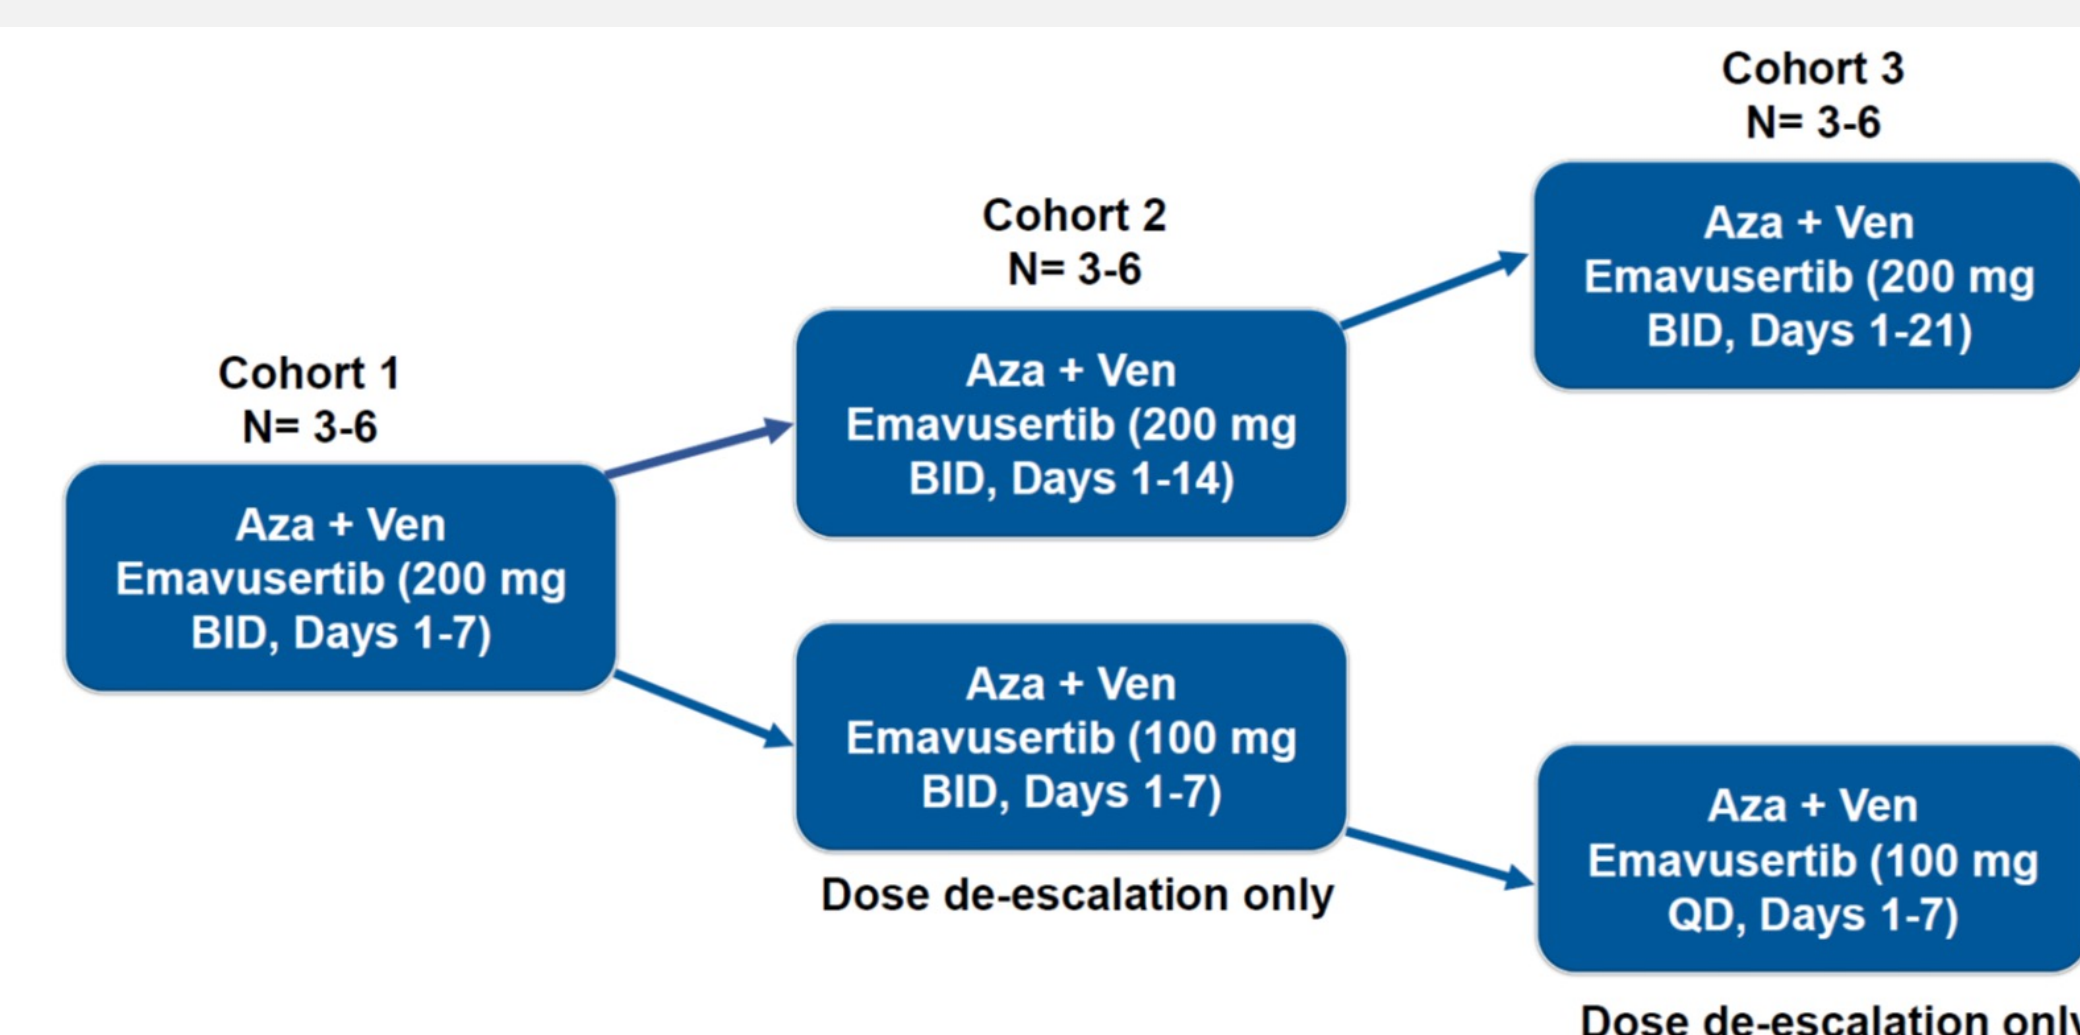 Cohort 1
N= 3-6
Aza + Ven
Emavusertib (200 mg
BID, Days 1-7)
Cohort 2
N= 3-6
Aza + Ven
Emavusertib (200 mg
BID, Days 1-14)
Aza + Ven
Emavusertib (100 mg
BID, Days 1-7)
Dose de-escalation only
Cohort 3
N= 3-6
Aza + Ven
Emavusertib (200 mg
BID, Days 1-21)
Aza + Ven
Emavusertib (100 mg
QD, Days 1-7)
Dose de-escalation only